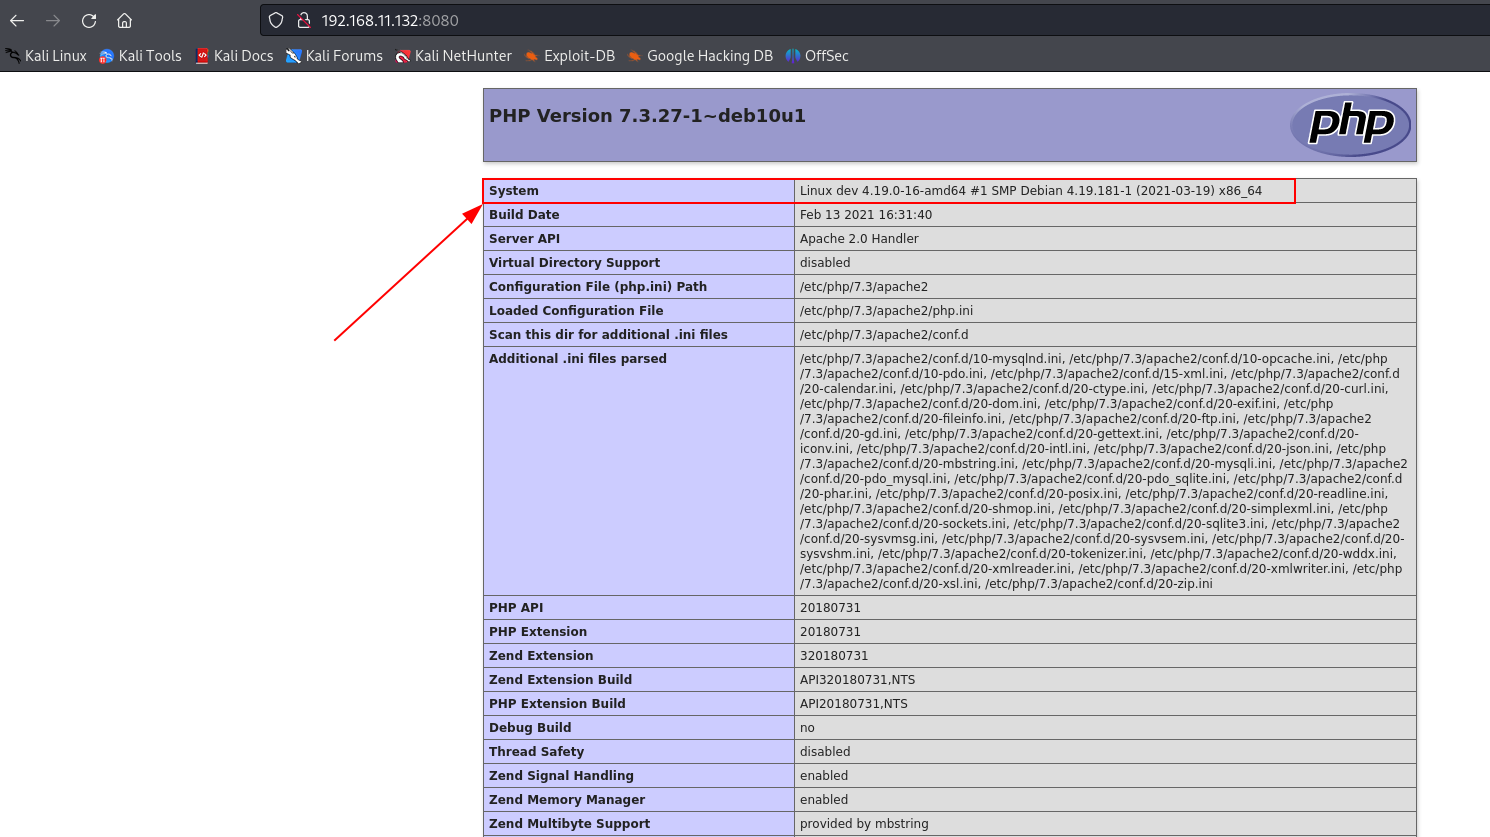 192.168.11.132:8080
Kali Linux Kali Tools Kali Docs Kali Forums Kali NetHunter Exploit-DB Google Hacking DB OffSec
PHP Version 7.3.27-1~deb10u1
php
System Linux dev 4.19.0-16-amd64 #1 SMP Debian 4.19.181-1 (2021-03-19) x86_64
Build Date Feb 13 2021 16:31:40
Server API Apache 2.0 Handler
Virtual Directory Support disabled
Configuration File (php.ini) Path /etc/php/7.3/apache2
Loaded Configuration File /etc/php/7.3/apache2/php.ini
Scan this dir for additional .ini files /etc/php/7.3/apache2/conf.d
Additional .ini files parsed /etc/php/7.3/apache2/conf.d/10-mysqlnd.ini, /etc/php/7.3/apache2/conf.d/10-opcache.ini, /etc/php
/7.3/apache2/conf.d/10-pdo.ini, /etc/php/7.3/apache2/conf.d/15-xml.ini, /etc/php/7.3/apache2/conf.d
/20-calendar.ini, /etc/php/7.3/apache2/conf.d/20-ctype.ini, /etc/php/7.3/apache2/conf.d/20-curl.ini,
/etc/php/7.3/apache2/conf.d/20-dom.ini, /etc/php/7.3/apache2/conf.d/20-exif.ini, /etc/php
/7.3/apache2/conf.d/20-fileinfo.ini, /etc/php/7.3/apache2/conf.d/20-ftp.ini, /etc/php/7.3/apache2
/conf.d/20-gd.ini, /etc/php/7.3/apache2/conf.d/20-gettext.ini, /etc/php/7.3/apache2/conf.d/20-
iconv.ini, /etc/php/7.3/apache2/conf.d/20-intl.ini, /etc/php/7.3/apache2/conf.d/20-json.ini, /etc/php
/7.3/apache2/conf.d/20-mbstring.ini, /etc/php/7.3/apache2/conf.d/20-mysqli.ini, /etc/php/7.3/apache2
/conf.d/20-pdo_mysql.ini, /etc/php/7.3/apache2/conf.d/20-pdo_sqlite.ini, /etc/php/7.3/apache2/conf.d
/20-phar.ini, /etc/php/7.3/apache2/conf.d/20-posix.ini, /etc/php/7.3/apache2/conf.d/20-readline.ini,
/etc/php/7.3/apache2/conf.d/20-shmop.ini, /etc/php/7.3/apache2/conf.d/20-simplexml.ini, /etc/php
/7.3/apache2/conf.d/20-sockets.ini, /etc/php/7.3/apache2/conf.d/20-sqlite3.ini, /etc/php/7.3/apache2
/conf.d/20-sysvmsg.ini, /etc/php/7.3/apache2/conf.d/20-sysvsem.ini, /etc/php/7.3/apache2/conf.d/20-
sysvshm.ini, /etc/php/7.3/apache2/conf.d/20-tokenizer.ini, /etc/php/7.3/apache2/conf.d/20-wddx.ini,
/etc/php/7.3/apache2/conf.d/20-xmlreader.ini, /etc/php/7.3/apache2/conf.d/20-xmlwriter.ini, /etc/php
/7.3/apache2/conf.d/20-xsl.ini, /etc/php/7.3/apache2/conf.d/20-zip.ini
PHP API 20180731
PHP Extension 20180731
Zend Extension 320180731
Zend Extension Build API320180731,NTS
PHP Extension Build API20180731,NTS
Debug Build no
Thread Safety disabled
Zend Signal Handling enabled
Zend Memory Manager enabled
Zend Multibyte Support provided by mbstring